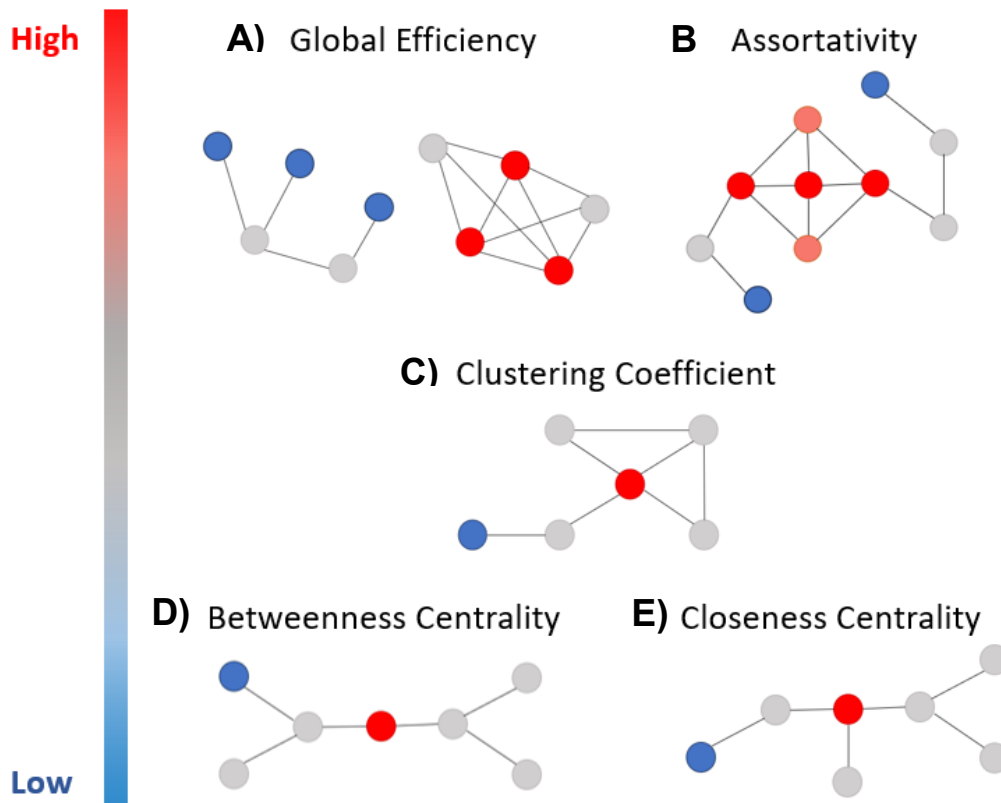 High
A) Global Efficiency
B Assortativity
C) Clustering Coefficient
D) Betweenness Centrality
E) Closeness Centrality
Low